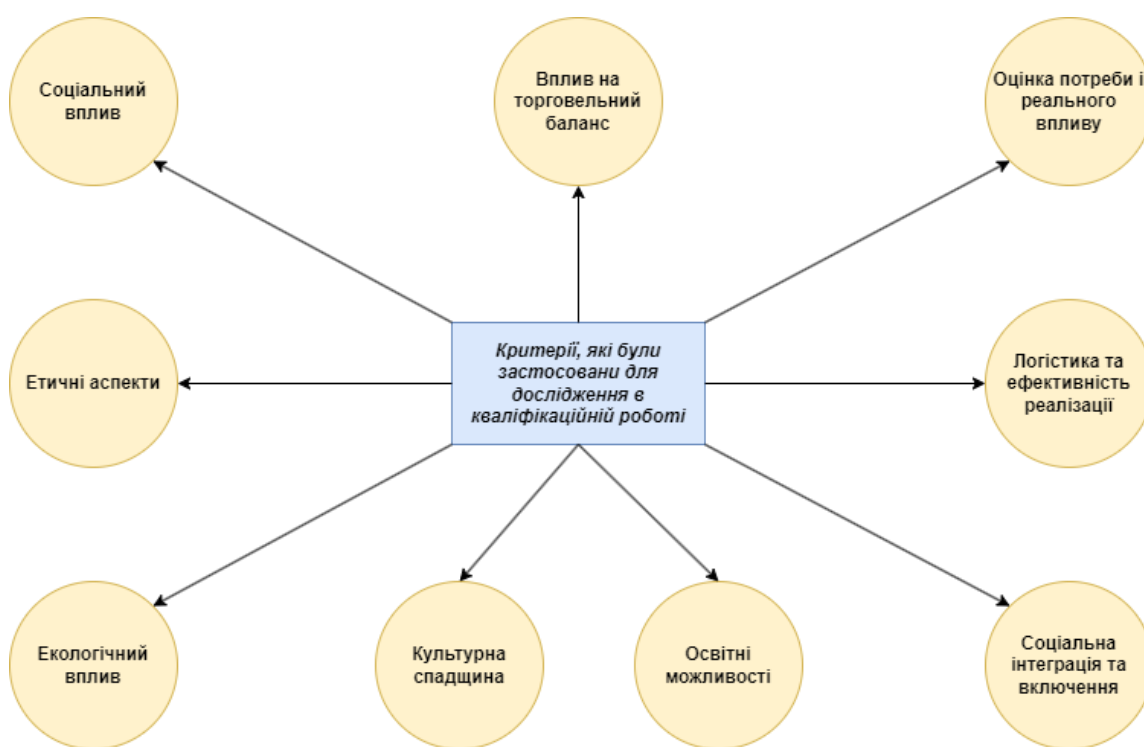 Соціальний
вплив
Вплив на
торговельний
баланс
Оцінка потреби і
реального
впливу
Етичні аспекти
Критерії, які були
застосовани для
дослідження в
кваліфікаційній роботі
Логістика та
ефективність
реалізації
Екологічний
вплив
Культурна
спадщина
Освітні
можливості
Соціальна
інтеграція та
включення